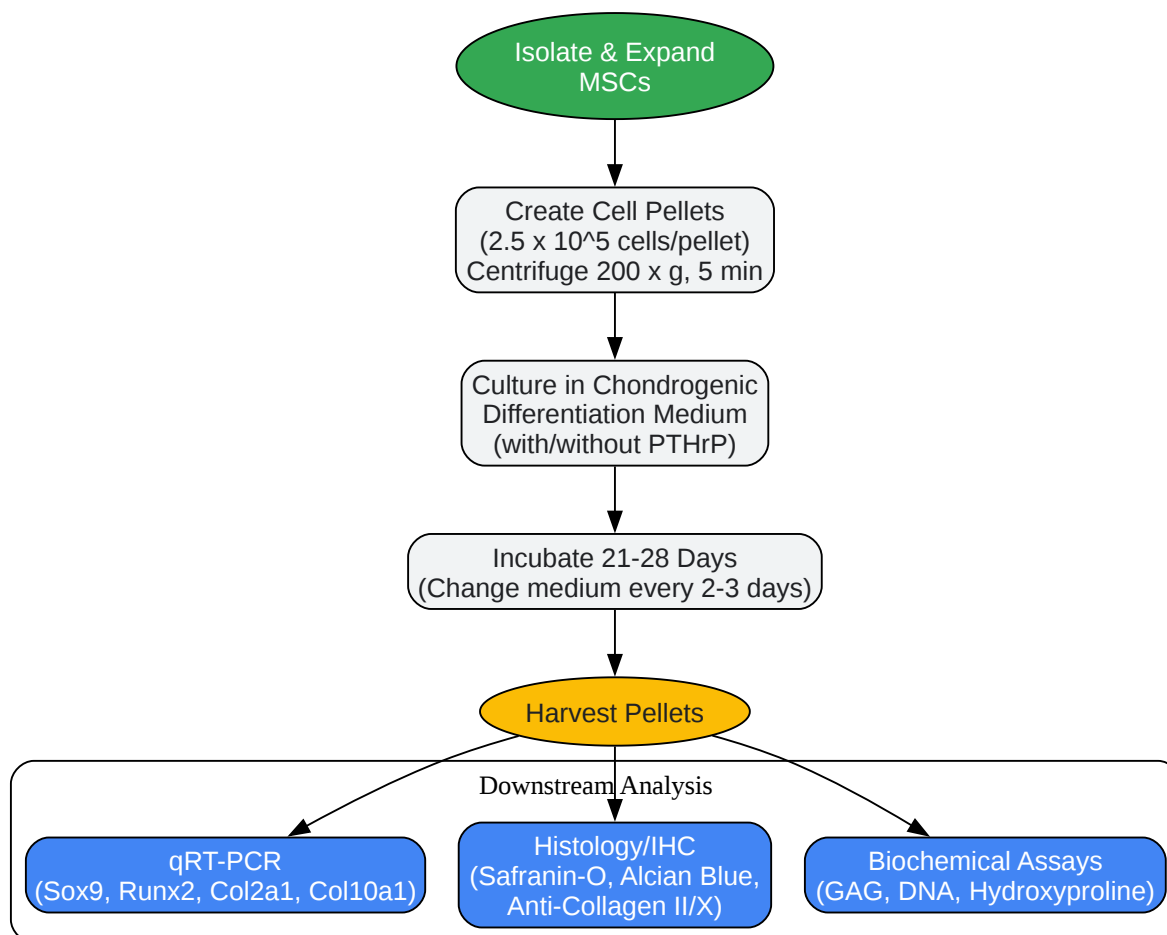 Isolate & Expand
MSCs
Create Cell Pellets
(2.5 x 10^5 cells/pellet)
Centrifuge 200 x g, 5 min
Culture in Chondrogenic
Differentiation Medium
(with/without PTHrP)
Incubate 21-28 Days
(Change medium every 2-3 days)
Harvest Pellets
Downstream Analysis
qRT-PCR
(Sox9, Runx2, Col2a1, Col10a1)
Histology/IHC
(Safranin-O, Alcian Blue,
Anti-Collagen II/X)
Biochemical Assays
(GAG, DNA, Hydroxyproline)